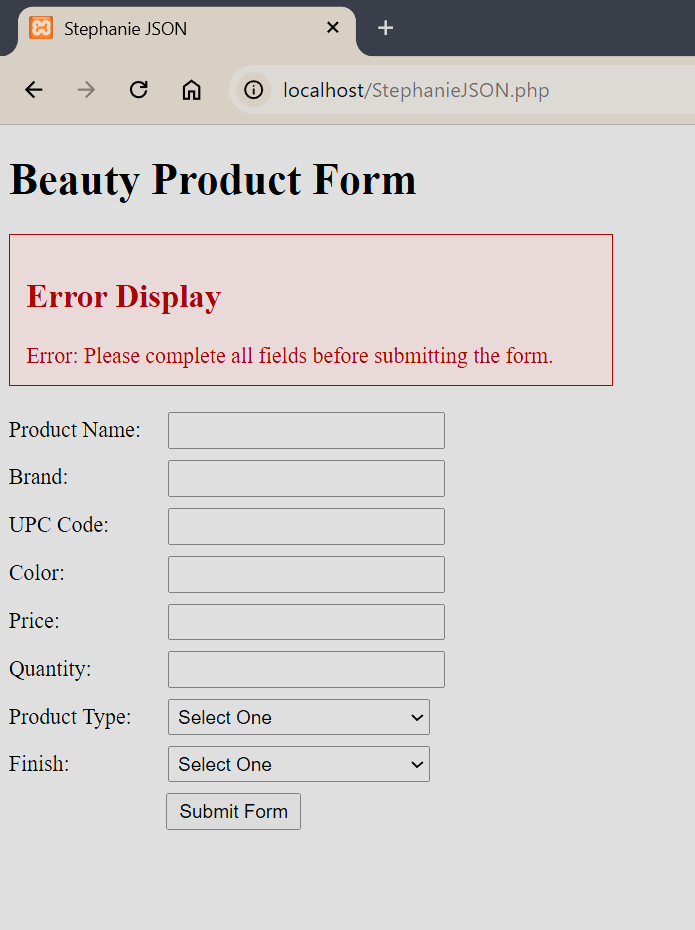 Stephanie JSON
localhost/StephanieJSON.php
Beauty Product Form
Error Display
Error: Please complete all fields before submitting the form.
Product Name:
Brand:
UPC Code:
Color:
Price:
Quantity:
Product Type: Select One
Finish: Select One
Submit Form